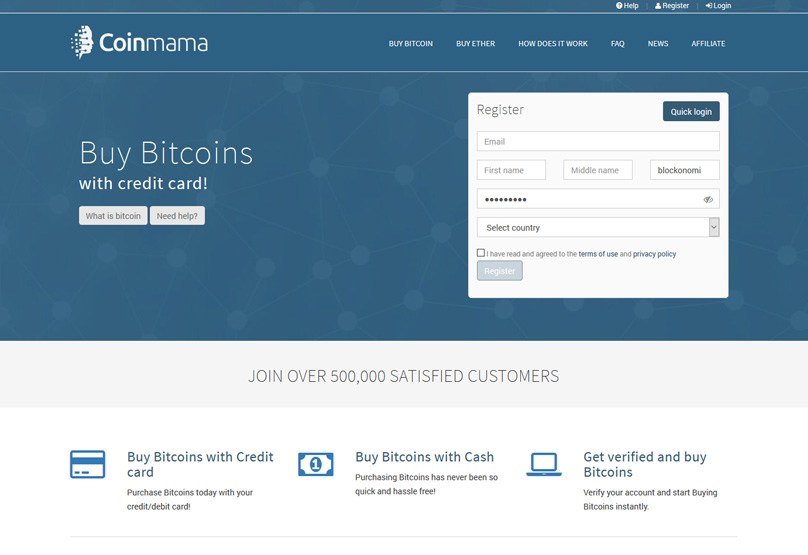 Help | Register | Login
Coinmama
BUY BITCOIN BUY ETHER HOW DOES IT WORK FAQ NEWS AFFILIATE
Register
Quick login
Buy Bitcoins
with credit card!
What is bitcoin Need help?
Email
First name Middle name blockonomi
•••••••••
Select country
I have read and agreed to the terms of use and privacy policy
Register
JOIN OVER 500,000 SATISFIED CUSTOMERS
Buy Bitcoins with Credit
card
Purchase Bitcoins today with your
credit/debit card!
1
Buy Bitcoins with Cash
Purchasing Bitcoins has never been so
quick and hassle free!
Get verified and buy
Bitcoins
Verify your account and start Buying
Bitcoins instantly.